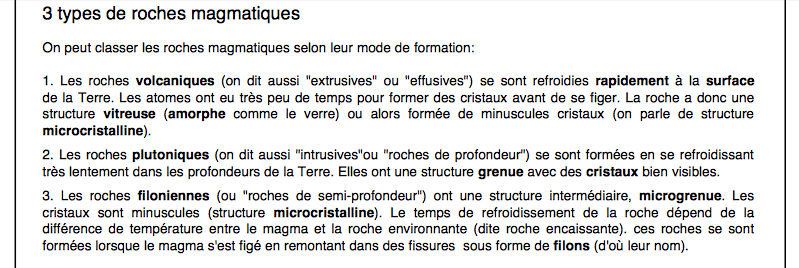 3 types de roches magmatiques
On peut classer les roches magmatiques selon leur mode de formation:
1. Les roches volcaniques (on dit aussi "extrusives" ou "effusives") se sont refroidies rapidement à la surface
de la Terre. Les atomes ont eu très peu de temps pour former des cristaux avant de se figer. La roche a donc une
structure vitreuse (amorphe comme le verre) ou alors formée de minuscules cristaux (on parle de structure
microcristalline).
2. Les roches plutoniques (on dit aussi "intrusives"ou "roches de profondeur") se sont formées en se refroidissant
très lentement dans les profondeurs de la Terre. Elles ont une structure grenue avec des cristaux bien visibles.
3. Les roches filoniennes (ou "roches de semi-profondeur") ont une structure intermédiaire, microgrenue. Les
cristaux sont minuscules (structure microcristalline). Le temps de refroidissement de la roche dépend de la
différence de température entre le magma et la roche environnante (dite roche encaissante). ces roches se sont
formées lorsque le magma s'est figé en remontant dans des fissures  sous forme de filons (d'où leur nom).